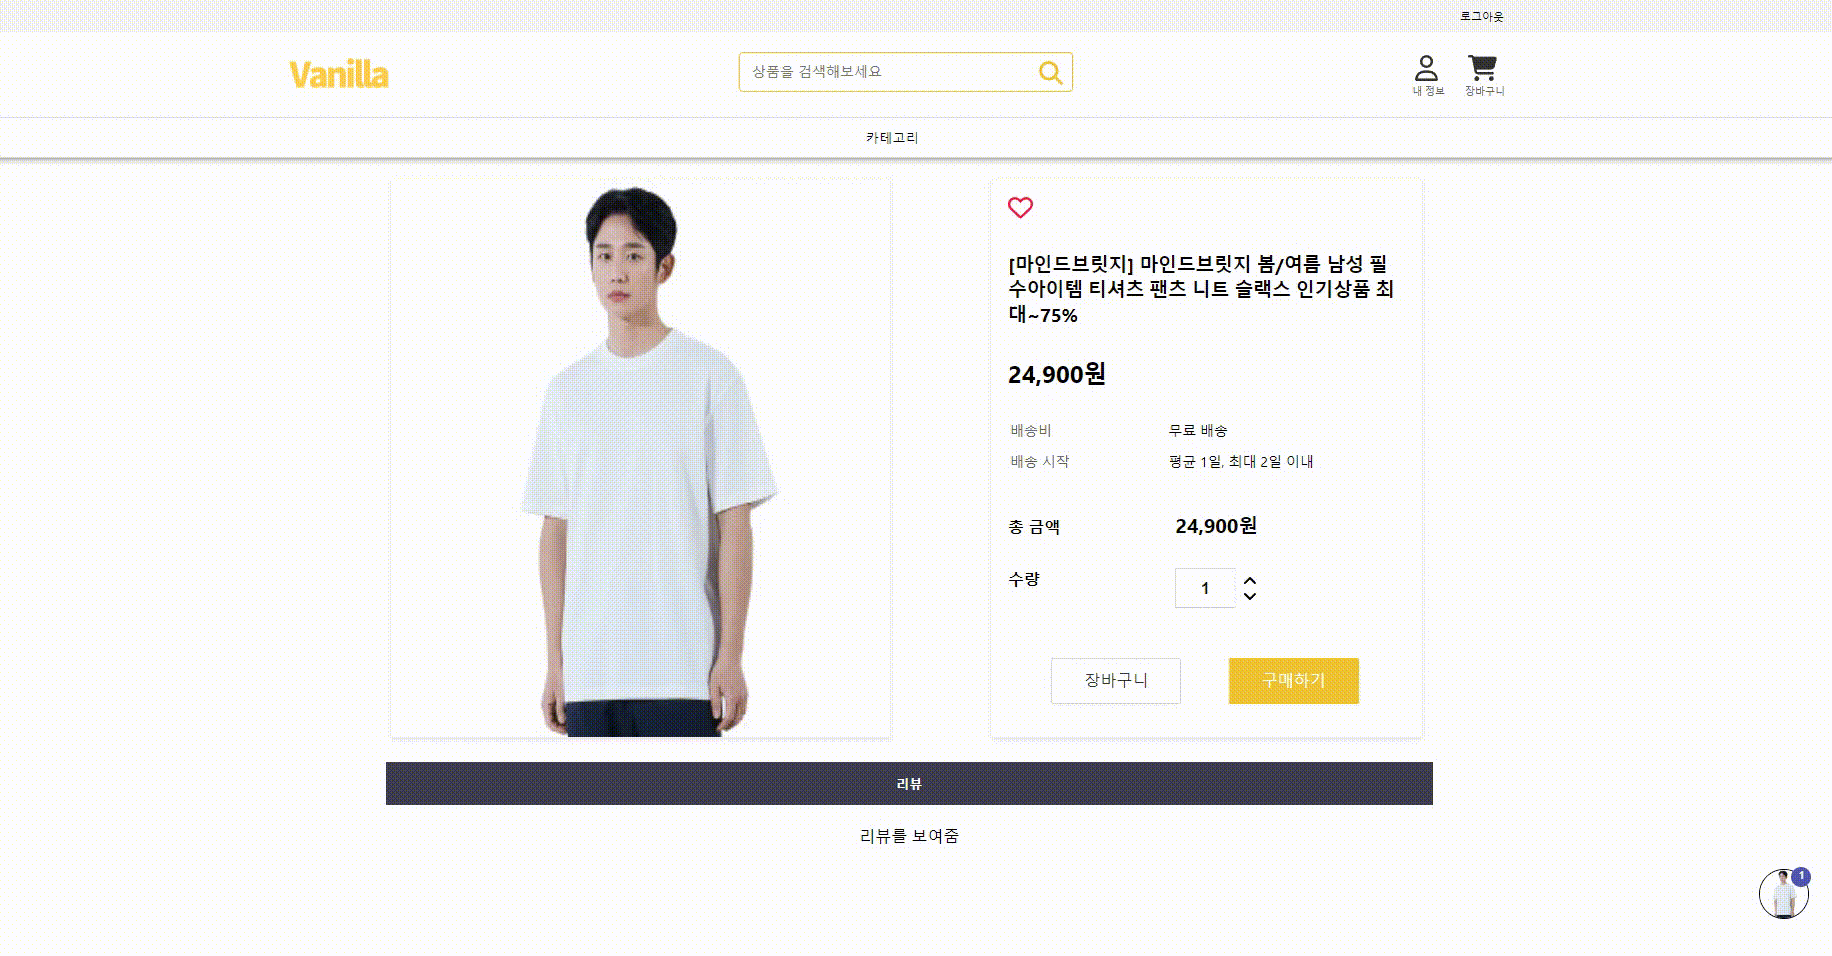 로그아웃
Vanilla
상품을 검색해보세요
내 정보
장바구니
카테고리
[마인드브릿지] 마인드브릿지 봄/여름 남성 필
수아이템 티셔츠 팬츠 니트 슬랙스 인기상품 최
대~75%
24,900원
배송비 무료 배송
배송 시작 평균 1일, 최대 2일 이내
총 금액 24,900원
수량 1
장바구니 구매하기
리뷰
리뷰를 보여줌
1